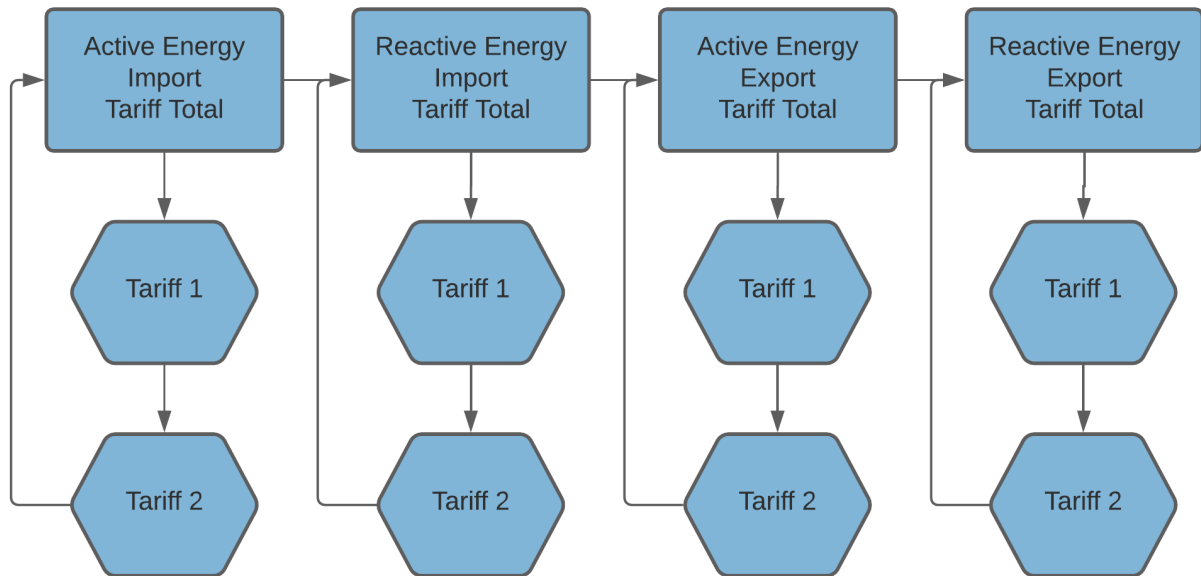 Active Energy
Import
Tariff Total
Reactive Energy
Import
Tariff Total
Active Energy
Export
Tariff Total
Reactive Energy
Export
Tariff Total
Tariff 1
Tariff 1
Tariff 1
Tariff 1
Tariff 2
Tariff 2
Tariff 2
Tariff 2